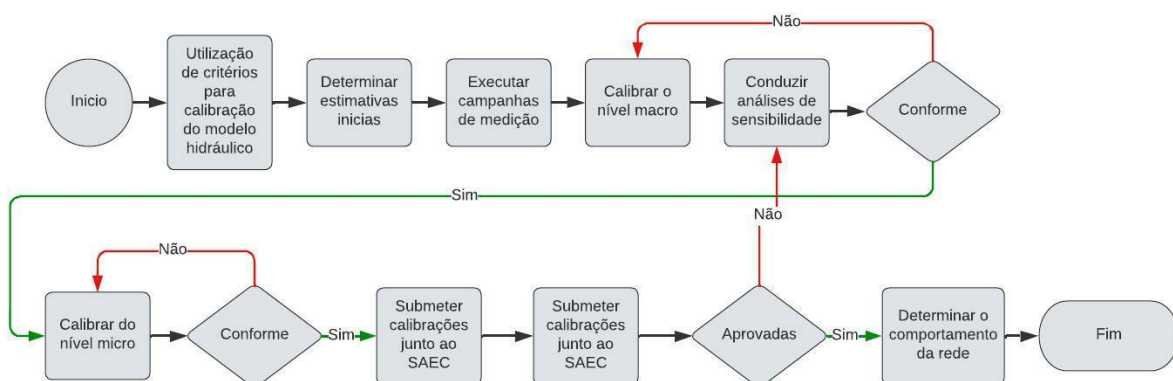 Não
Inicio
Utilização
de critérios
para
calibração
do modelo
hidráulico
Determinar
estimativas
inicias
Executar
campanhas
de medição
Calibrar o
nível macro
Conduzir
análises de
sensibilidade
Conforme
Sim
Não
Não
Calibrar do
nível micro
Conforme
Sim
Submeter
calibrações
junto ao
SAEC
Submeter
calibrações
junto ao
SAEC
Aprovadas
Sim
Determinar o
comportamento
da rede
Fim